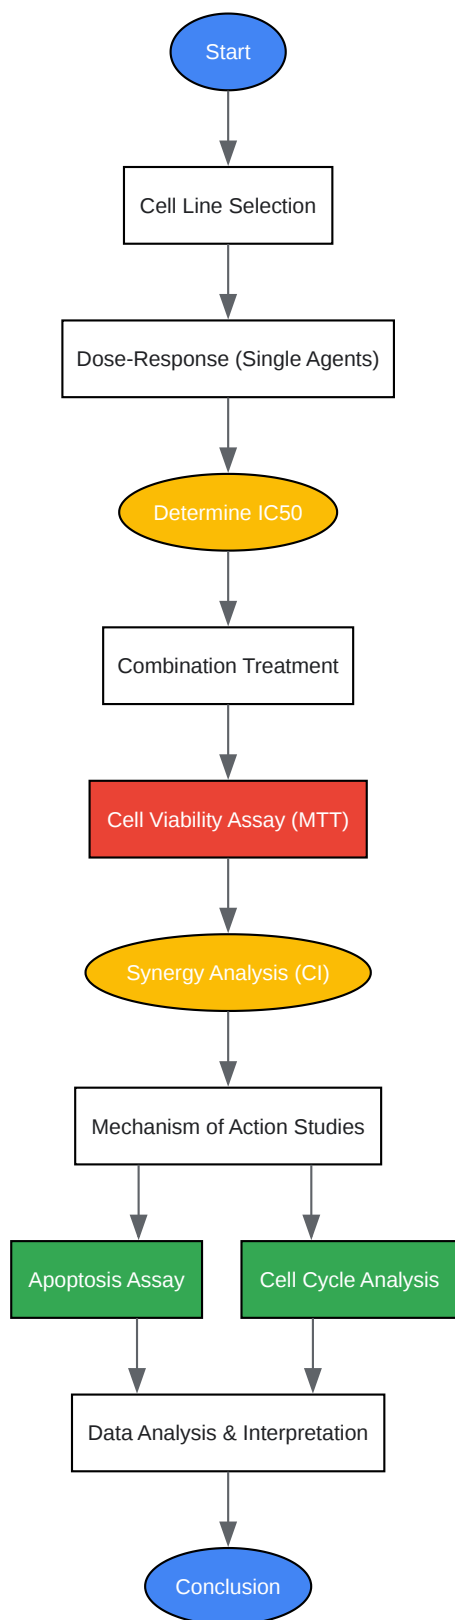 Start
Cell Line Selection
Dose-Response (Single Agents)
Determine IC50
Combination Treatment
Cell Viability Assay (MTT)
Synergy Analysis (CI)
Mechanism of Action Studies
Apoptosis Assay
Cell Cycle Analysis
Data Analysis & Interpretation
Conclusion